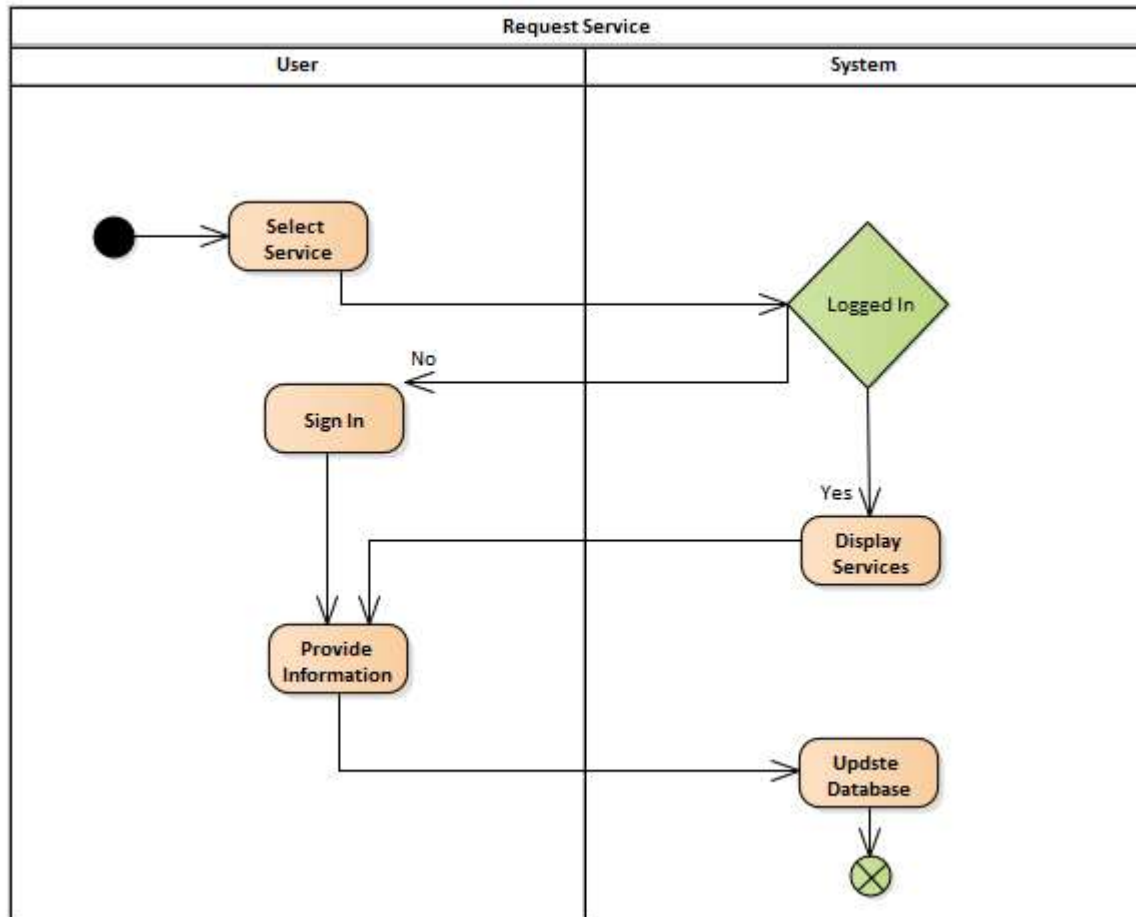 Request Service
User
System
Select
Service
Logged In
No
Sign In
Yes
Display
Services
Provide
Information
Updste
Database